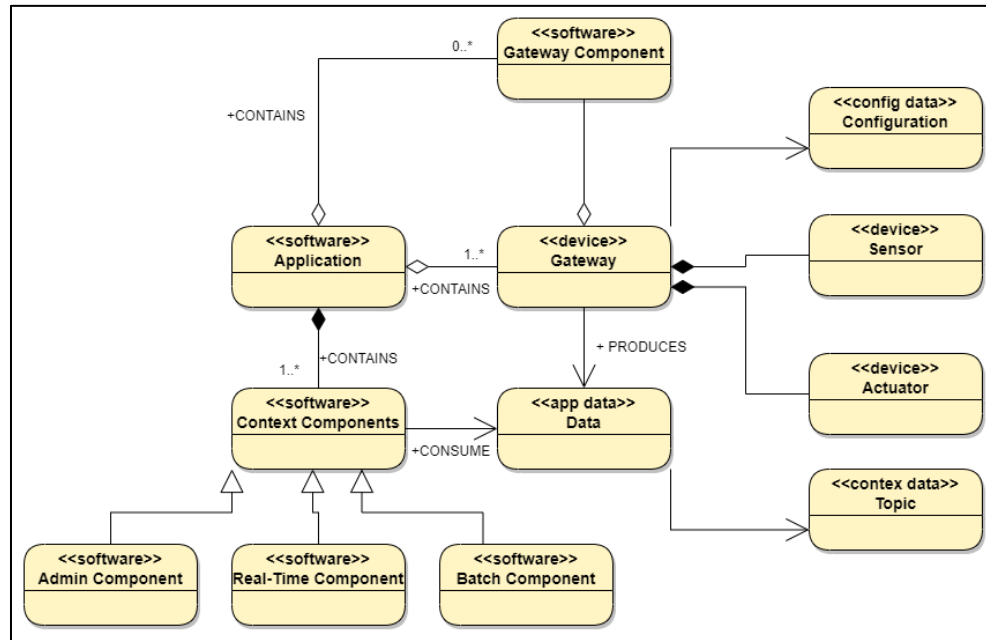 <<software>>
Gateway Component
0..*
+CONTAINS
<<config data>>
Configuration
<<software>>
Application
1..*
+CONTAINS
<<device>>
Gateway
<<device>>
Sensor
+CONTAINS
1..*
+ PRODUCES
<<device>>
Actuator
<<software>>
Context Components
+CONSUME
<<app data>>
Data
<<contex data>>
Topic
<<software>>
Admin Component
<<software>>
Real-Time Component
<<software>>
Batch Component